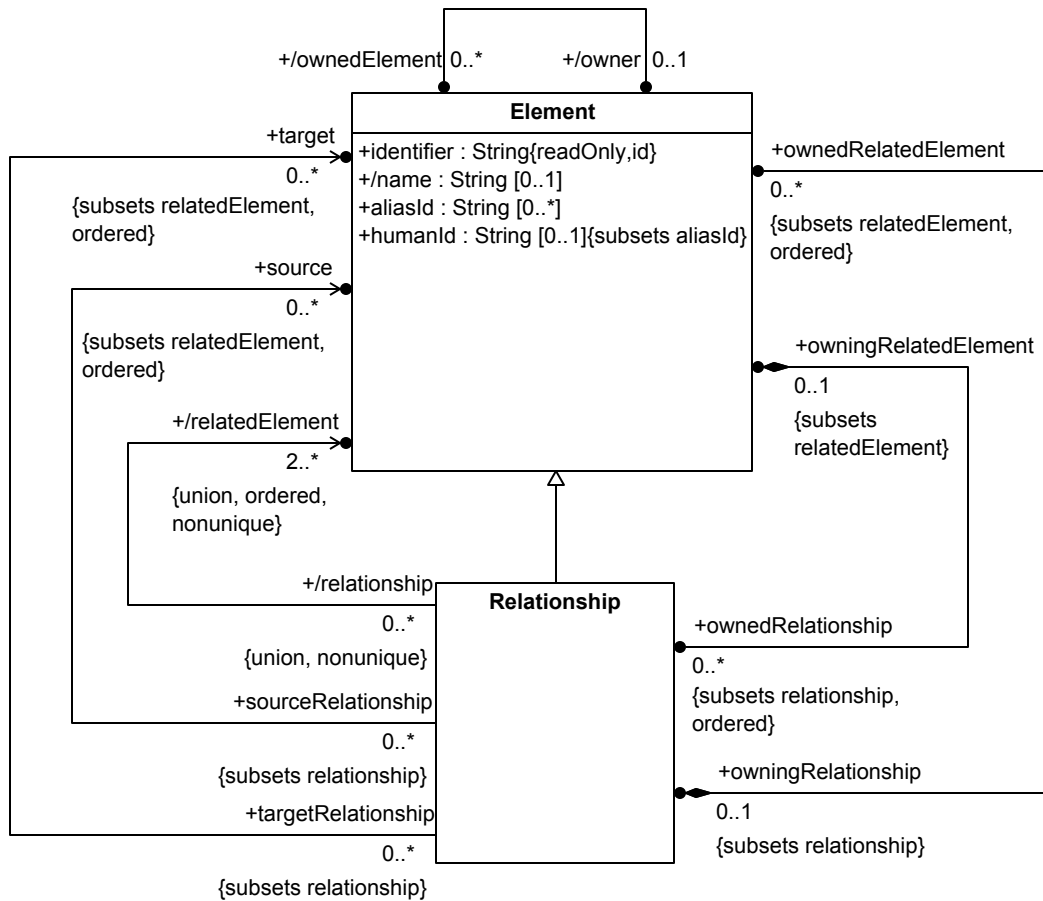 +/ownedElement 0..*
+/owner 0..1
Element
+identifier : String{readOnly,id}
+/name : String [0..1]
+aliasId : String [0..*]
+humanId : String [0..1]{subsets aliasId}
+target
0..*
{subsets relatedElement,
ordered}
+source
0..*
{subsets relatedElement,
ordered}
+/relatedElement
2..*
{union, ordered,
nonunique}
+ownedRelatedElement
0..*
{subsets relatedElement,
ordered}
+owningRelatedElement
0..1
{subsets
relatedElement}
+/relationship
0..*
{union, nonunique}
+sourceRelationship
0..*
{subsets relationship}
+targetRelationship
0..*
{subsets relationship}
Relationship
+ownedRelationship
0..*
{subsets relationship,
ordered}
+owningRelationship
0..1
{subsets relationship}